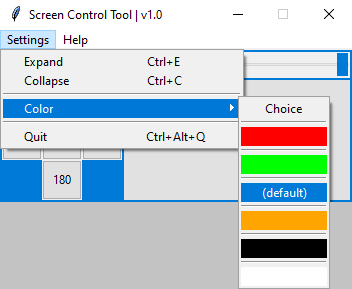 Screen Control Tool | v1.0
Settings Help
Expand Ctrl+E
Collapse Ctrl+C
Color
Choice
Quit Ctrl+Alt+Q
180
(default)